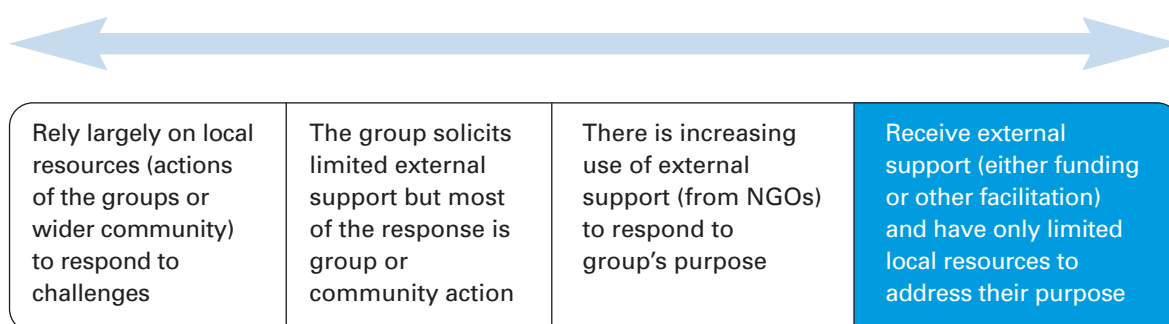 Rely largely on local
resources (actions
of the groups or
wider community)
to respond to
challenges
The group solicits
limited external
support but most
of the response is
group or
community action
There is increasing
use of external
support (from NGOs)
to respond to
group’s purpose
Receive external
support (either funding
or other facilitation)
and have only limited
local resources to
address their purpose